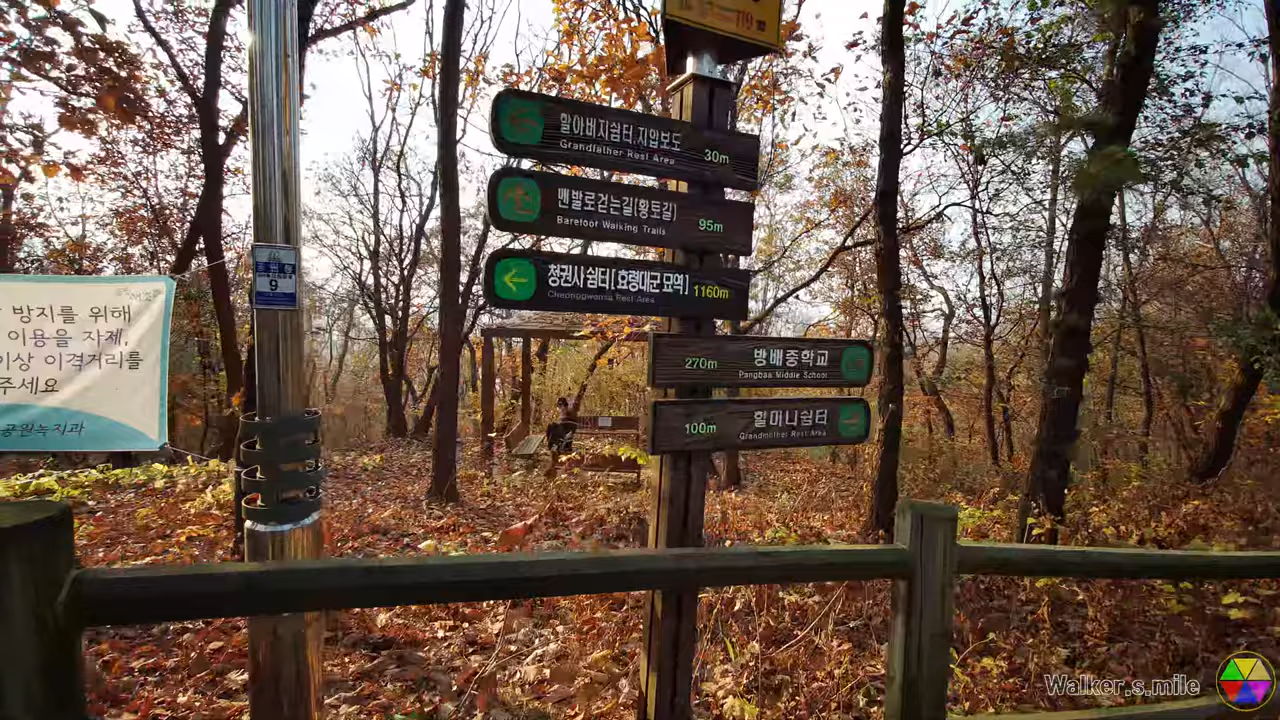 방지를 위해
이용을 자제,
이상 이격거리를
주세요
공원녹지과
9
할아버지쉼터,지압보도
Grandfather Rest Area
30m
맨발로걷는길(황토길)
Barefoot Walking Trails
95m
청권사 쉼터[효령대군 묘역]
Cheonggwonsa Rest Area
1160m
270m
방배중학교
Pangbae Middle School
100m
할머니쉼터
Grandmother Rest Area
Walker.s.mile